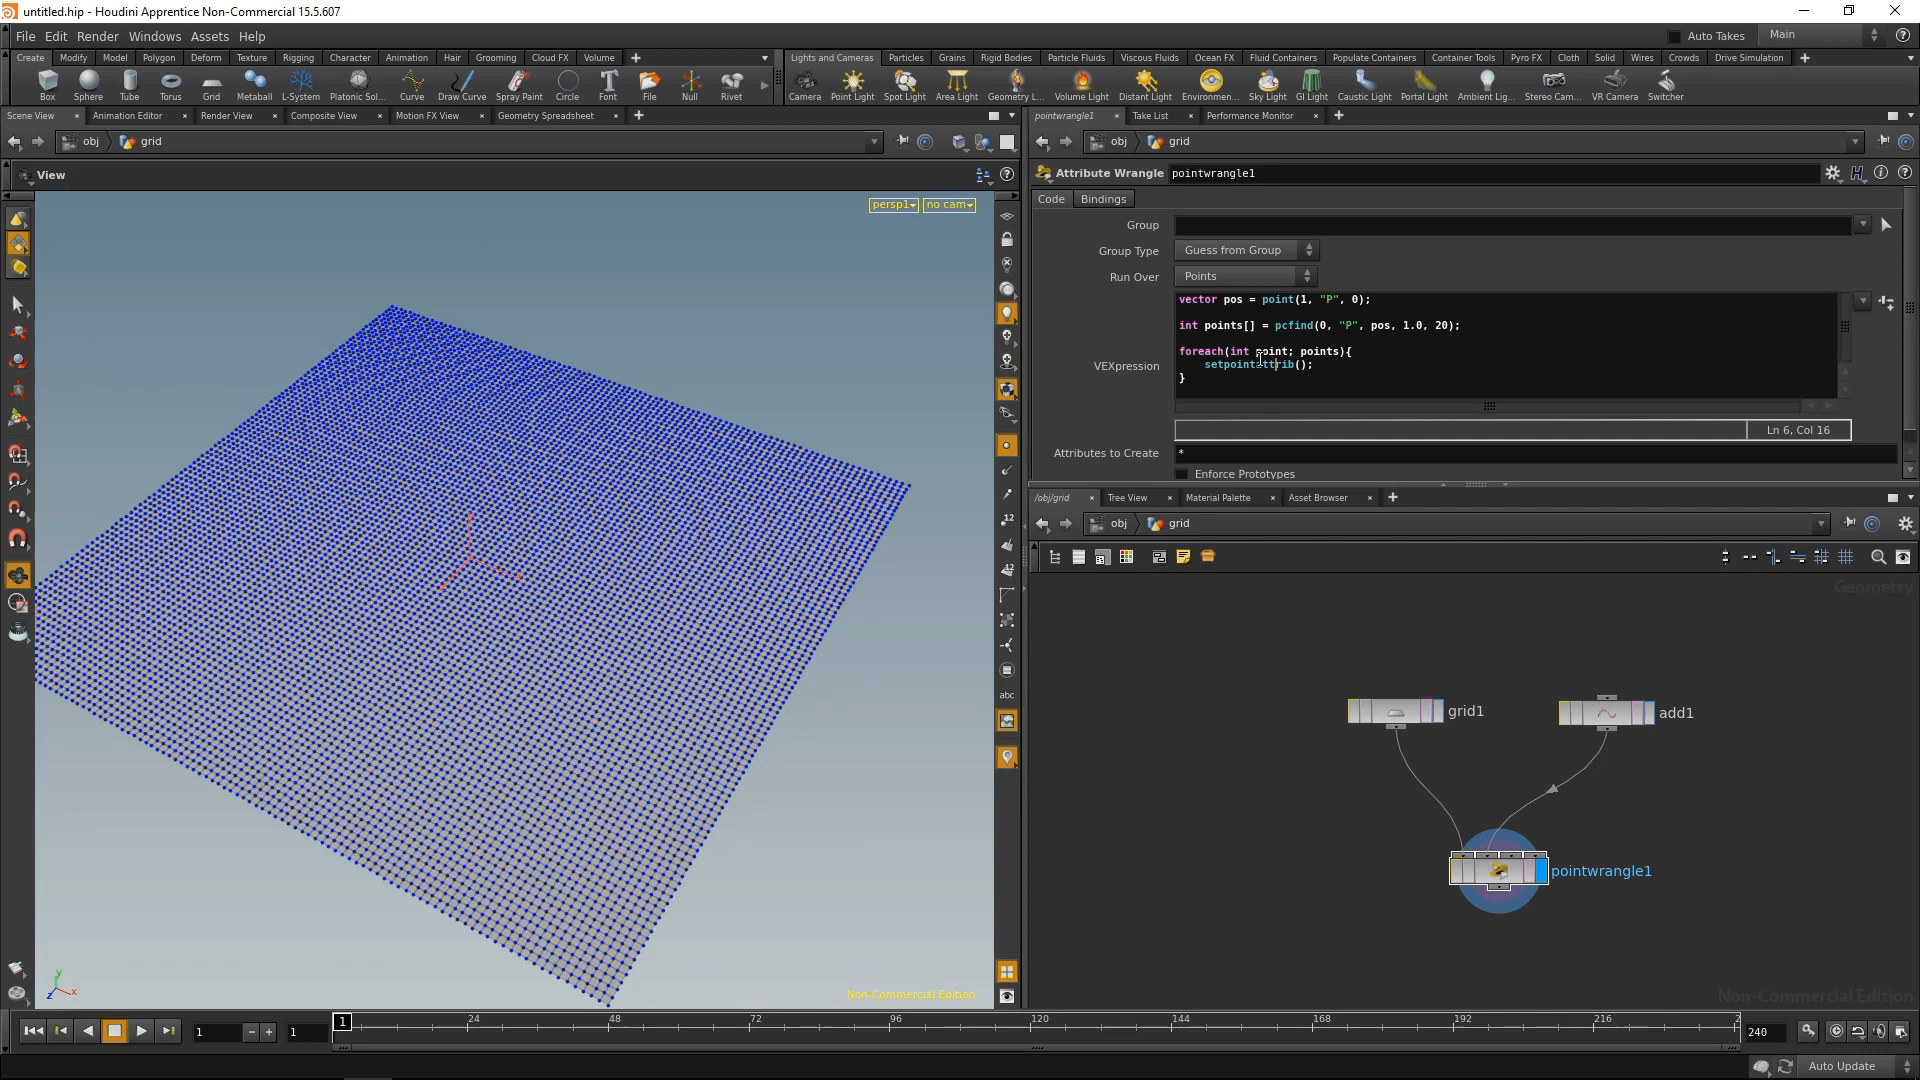 untitled.hip - Houdini Apprentice Non-Commercial 15.5.607
File Edit Render Windows Assets Help
Auto Takes Main
Create Modify Model Polygon Deform Texture Rigging Character Animation Hair Grooming Cloud FX Volume
Lights and Cameras Particles Grains Rigid Bodies Particle Fluids Viscous Fluids Ocean FX Fluid Containers Populate Containers Container Tools Pyro FX Cloth Solid Wires Crowds Drive Simulation
Box Sphere Tube Torus Grid Metaball L-System Platonic Sol... Curve Draw Curve Spray Paint Circle Font File Null Rivet
Camera Point Light Spot Light Area Light Geometry L... Volume Light Distant Light Environmen... Sky Light GI Light Caustic Light Portal Light Ambient Lig... Stereo Cam... VR Camera Switcher
Scene View Animation Editor Render View Composite View Motion FX View Geometry Spreadsheet
obj grid
View
persp1 no cam
12
12
abc
Non-Commercial Edition
y
z x
pointwrangle1 Take List Performance Monitor
obj grid
Attribute Wrangle pointwrangle1
Code Bindings
Group
Group Type Guess from Group
Run Over Points
VEXpression
vector pos = point(1, "P", 0);
int points[] = pcfind(0, "P", pos, 1.0, 20);
foreach(int point; points){
setpointattrib();
}
Ln 6, Col 16
Attributes to Create *
Enforce Prototypes
/obj/grid Tree View Material Palette Asset Browser
obj grid
Geometry
grid1
add1
pointwrangle1
Non-Commercial Edition
1 1 1 24 48 72 96 120 144 168 192 216 2 240
Auto Update